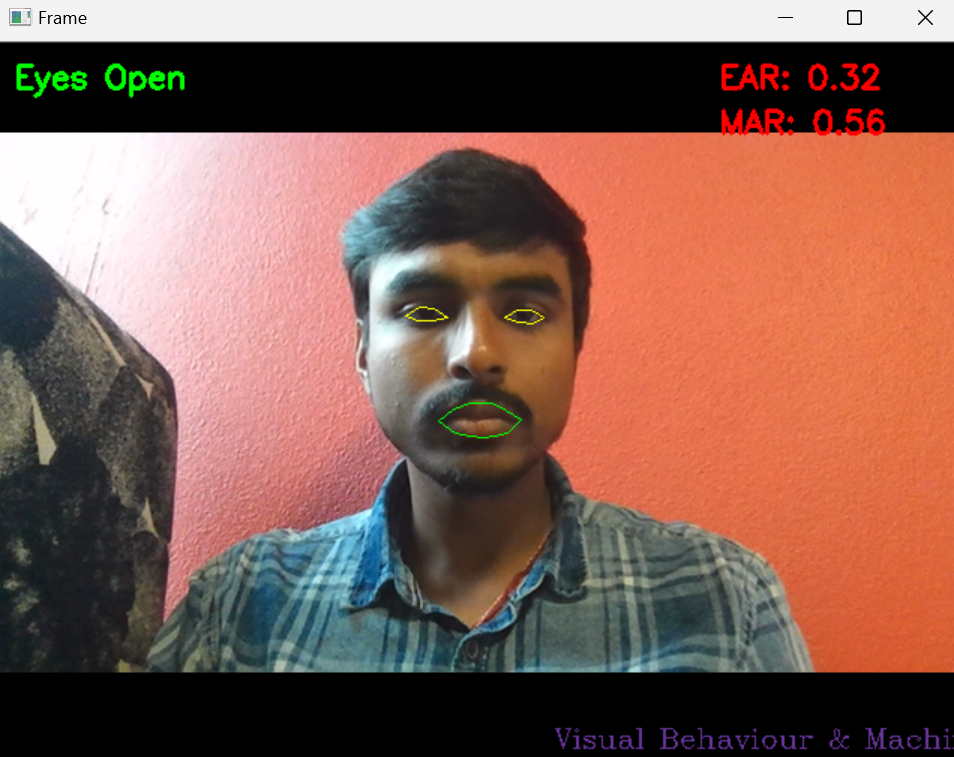 Frame
Eyes Open
EAR: 0.32
MAR: 0.56
Visual Behaviour & Machi